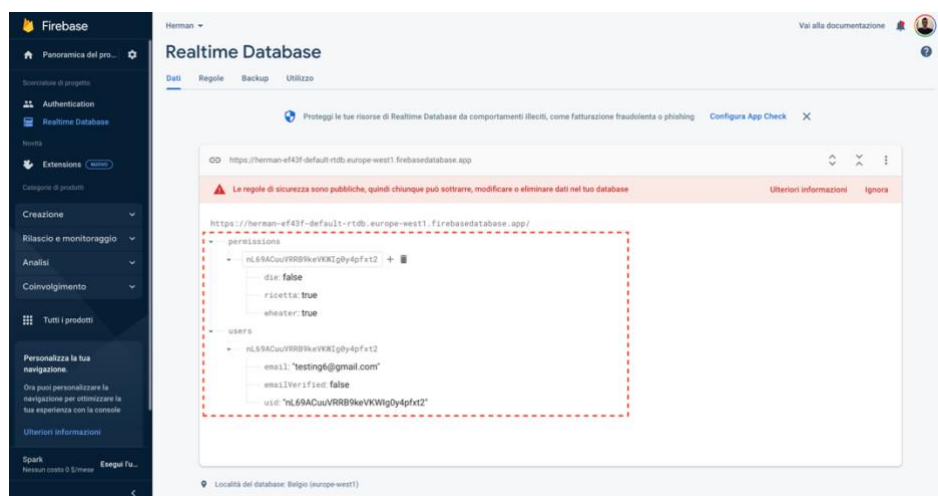 Firebase
Herman
Vai alla documentazione
Panoramica del pro...
Realtime Database
Scorciatoie di progetto
Dati Regole Backup Utilizzo
Authentication
Realtime Database
Proteggi le tue risorse di Realtime Database da comportamenti illeciti, come fatturazione fraudolenta o phishing Configura App Check
Novità
Extensions NUOVO
https://herman-ef43f-default-rtdb.europe-west1.firebasedatabase.app
Categorie di prodotti
Le regole di sicurezza sono pubbliche, quindi chiunque può sottrarre, modificare o eliminare dati nel tuo database Ulteriori informazioni Ignora
Creazione
Rilascio e monitoraggio
Analisi
Coinvolgimento
Tutti i prodotti
https://herman-ef43f-default-rtdb.europe-west1.firebasedatabase.app/
permissions
nL69ACuuVRRB9keVKWIg0y4pfxt2
die: false
ricetta: true
wheater: true
users
nL69ACuuVRRB9keVKWIg0y4pfxt2
email: "testing6@gmail.com"
emailVerified: false
uid: "nL69ACuuVRRB9keVKWIg0y4pfxt2"
Personalizza la tua
navigazione.
Ora puoi personalizzare la
navigazione per ottimizzare la
tua esperienza con la console
Ulteriori informazioni
Spark
Nessun costo 0 $/mese
Esegui l'u...
Località del database: Belgio (europe-west1)